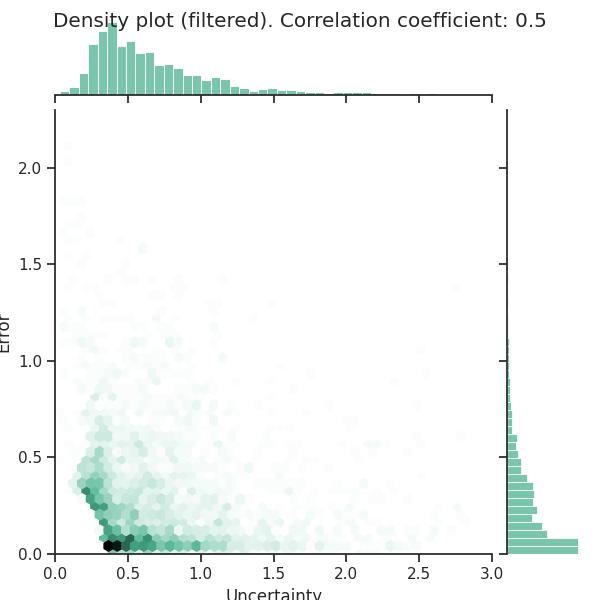 Density plot (filtered). Correlation coefficient: 0.5
2.0
1.5
1.0
0.5
0.0
Error
0.0 0.5 1.0 1.5 2.0 2.5 3.0
Uncertainty